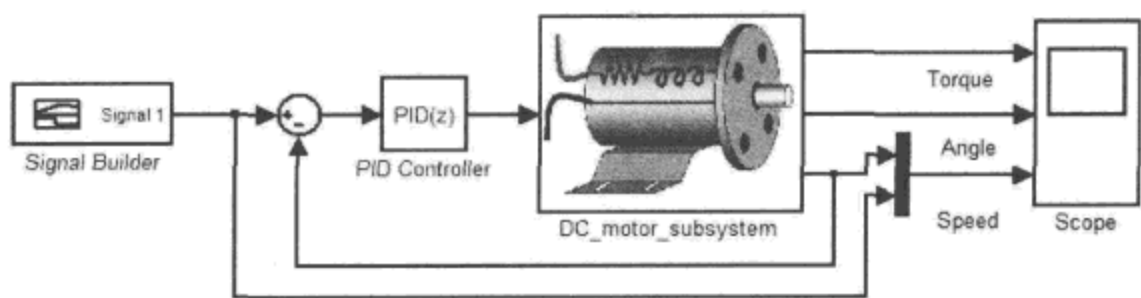 Signal 1
Signal Builder
+
−
PID(z)
PID Controller
DC_motor_subsystem
Torque
Angle
Speed
Scope